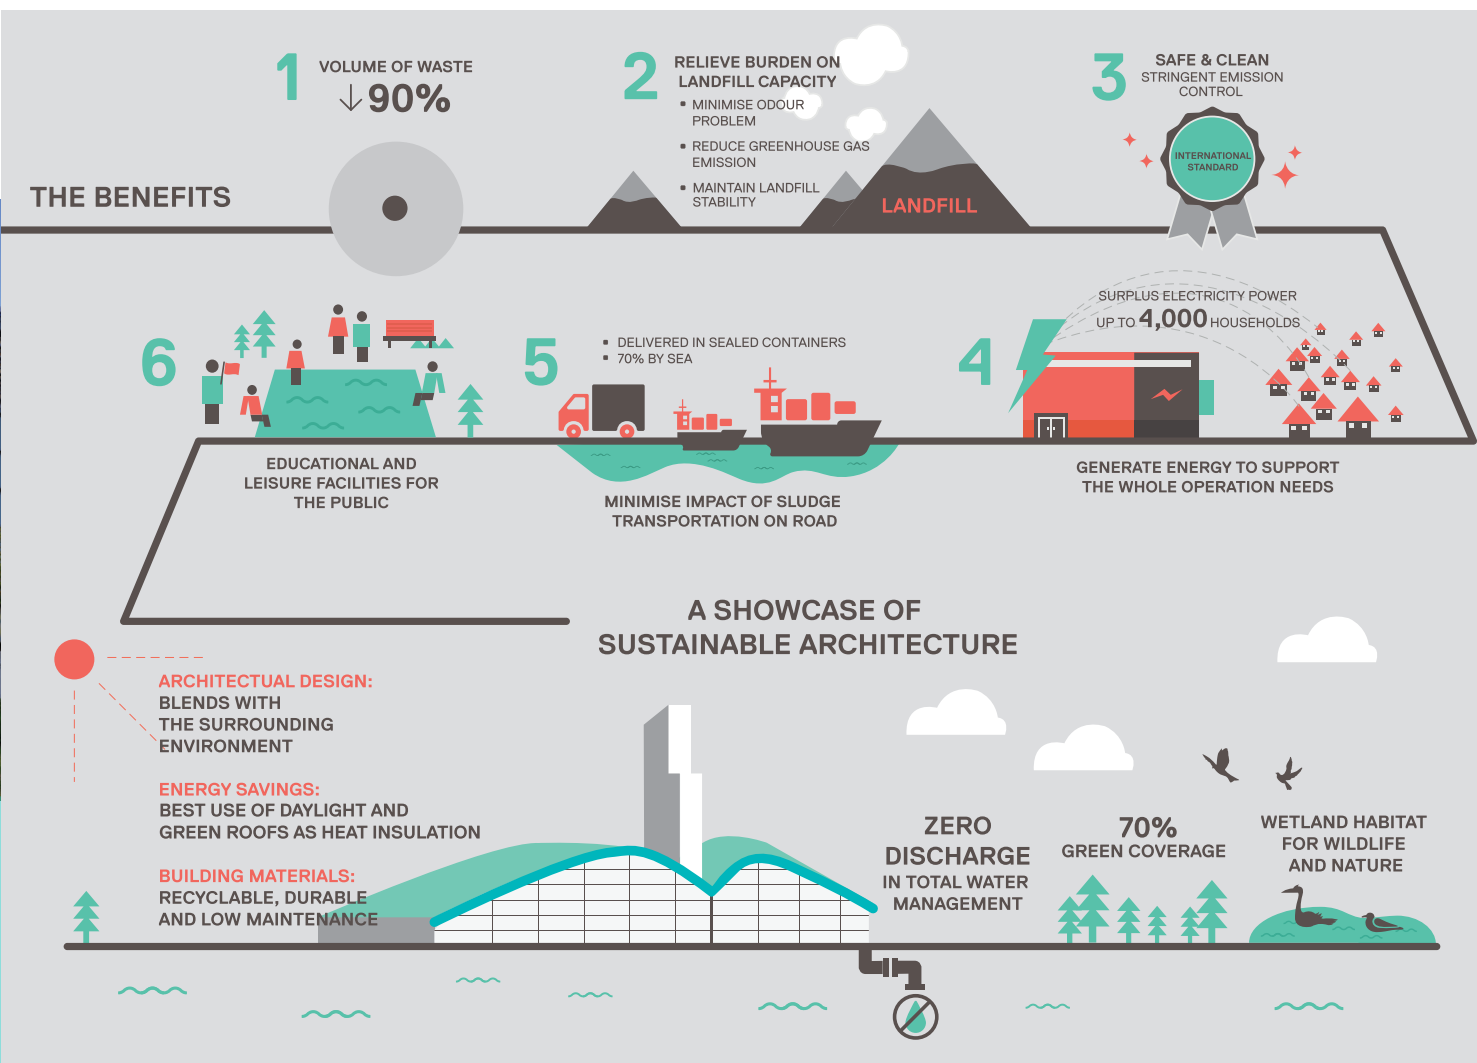 THE BENEFITS
1
VOLUME OF WASTE
↓90%
2
RELIEVE BURDEN ON
LANDFILL CAPACITY
▪ MINIMISE ODOUR
PROBLEM
▪ REDUCE GREENHOUSE GAS
EMISSION
▪ MAINTAIN LANDFILL
STABILITY
LANDFILL
3
SAFE & CLEAN
STRINGENT EMISSION
CONTROL
INTERNATIONAL
STANDARD
6
EDUCATIONAL AND
LEISURE FACILITIES FOR
THE PUBLIC
5
▪ DELIVERED IN SEALED CONTAINERS
▪ 70% BY SEA
MINIMISE IMPACT OF SLUDGE
TRANSPORTATION ON ROAD
4
SURPLUS ELECTRICITY POWER
UP TO 4,000 HOUSEHOLDS
GENERATE ENERGY TO SUPPORT
THE WHOLE OPERATION NEEDS
A SHOWCASE OF
SUSTAINABLE ARCHITECTURE
ARCHITECTUAL DESIGN:
BLENDS WITH
THE SURROUNDING
ENVIRONMENT
ENERGY SAVINGS:
BEST USE OF DAYLIGHT AND
GREEN ROOFS AS HEAT INSULATION
BUILDING MATERIALS:
RECYCLABLE, DURABLE
AND LOW MAINTENANCE
ZERO
DISCHARGE
IN TOTAL WATER
MANAGEMENT
70%
GREEN COVERAGE
WETLAND HABITAT
FOR WILDLIFE
AND NATURE